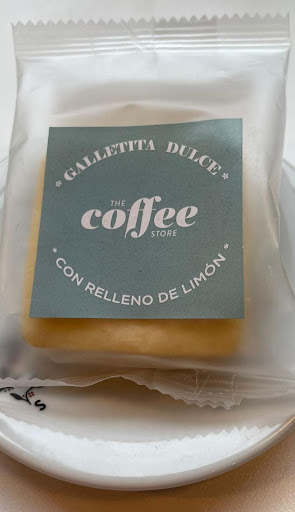 * GALLETITA DULCE *
THE
coffee
STORE
* CON RELLENO DE LIMÓN *